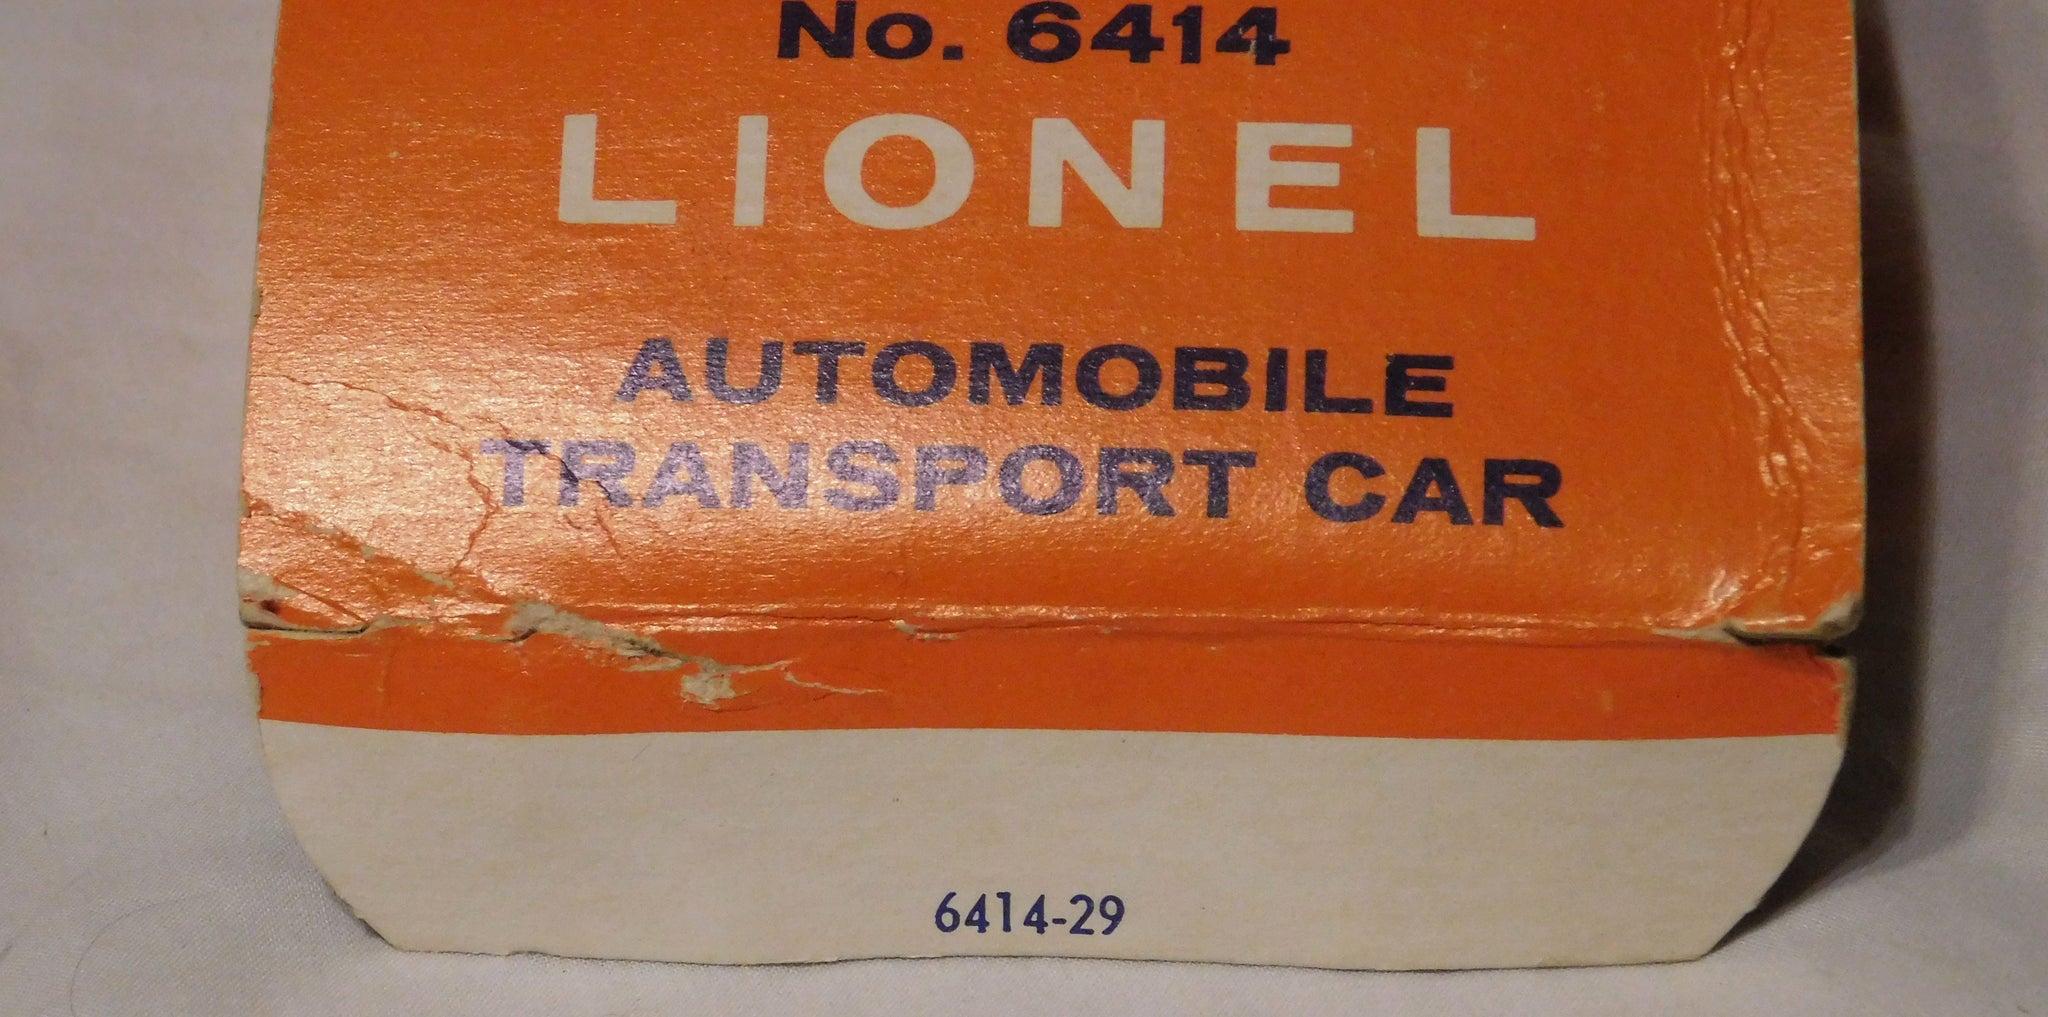 No. 6414
LIONEL
AUTOMOBILE
TRANSPORT CAR
6414-29